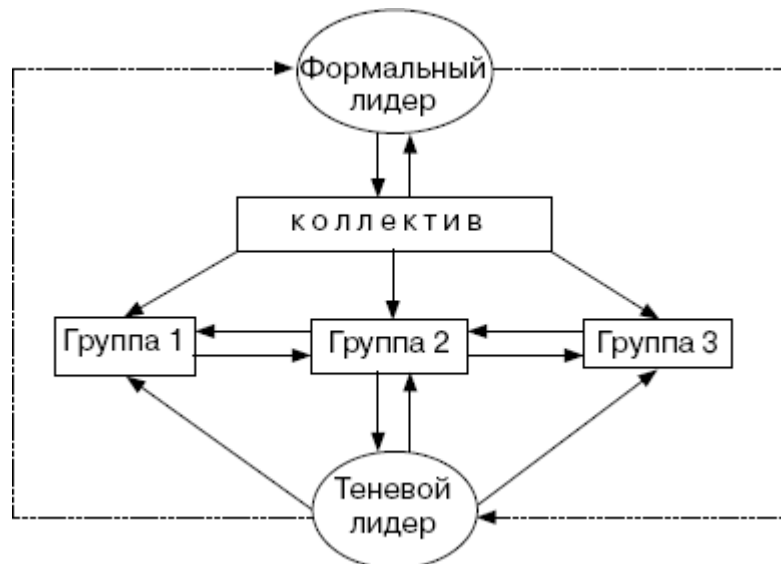 Формальный
лидер
коллектив
Группа 1
Группа 2
Группа 3
Теневой
лидер